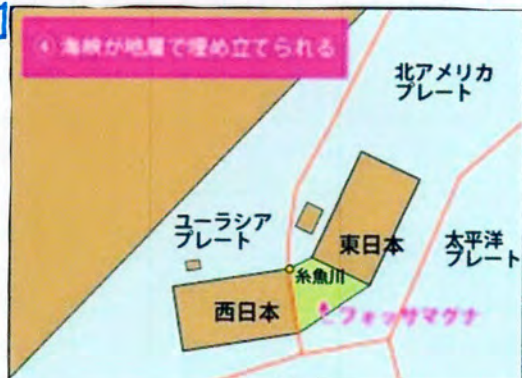 ④ 海峡が地層で埋め立てられる
北アメリカ
プレート
ユーラシア
プレート
東日本
太平洋
プレート
糸魚川
西日本
フォッサマグナ